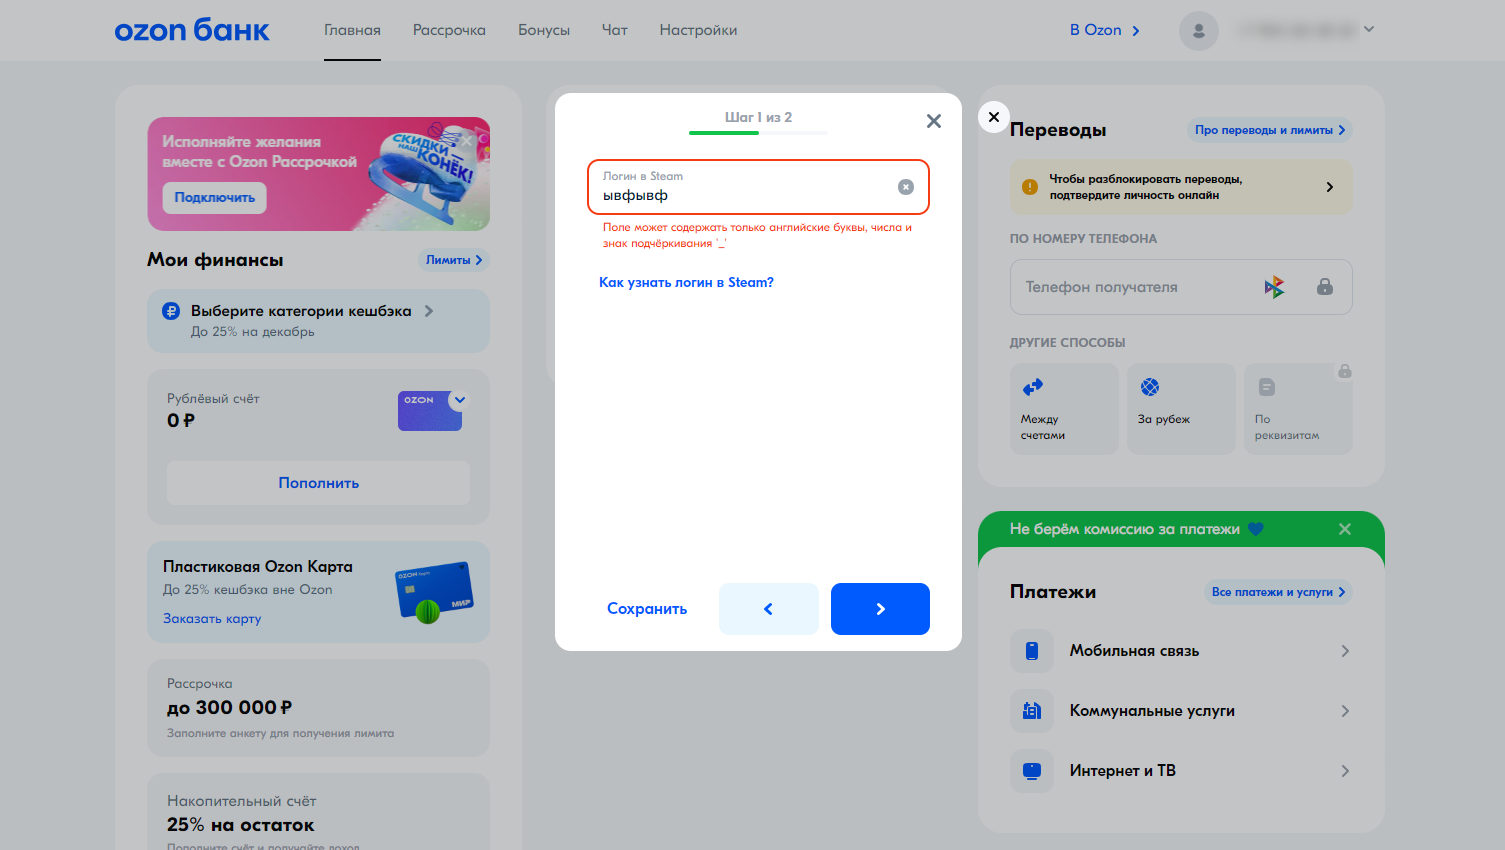 ozon банк
Главная
Рассрочка
Бонусы
Чат
Настройки
В Ozon
Исполняйте желания
вместе с Ozon Рассрочкой
Подключить
СКИДКИ
НАШ
КОНЁК!
Мои финансы
Лимиты
Выберите категории кешбэка
До 25% на декабрь
Рублёвый счёт
0 ₽
OZON
Пополнить
Пластиковая Ozon Карта
До 25% кешбэка вне Ozon
Заказать карту
OZON
МИР
Рассрочка
до 300 000 ₽
Заполните анкету для получения лимита
Накопительный счёт
25% на остаток
Пополните счёт и получайте доход
Шаг 1 из 2
Логин в Steam
ывфывф
Поле может содержать только английские буквы, числа и
знак подчёркивания '_'
Как узнать логин в Steam?
Сохранить
Переводы
Про переводы и лимиты
Чтобы разблокировать переводы,
подтвердите личность онлайн
ПО НОМЕРУ ТЕЛЕФОНА
Телефон получателя
ДРУГИЕ СПОСОБЫ
Между
счетами
За рубеж
По
реквизитам
Не берём комиссию за платежи
Платежи
Все платежи и услуги
Мобильная связь
Коммунальные услуги
Интернет и ТВ